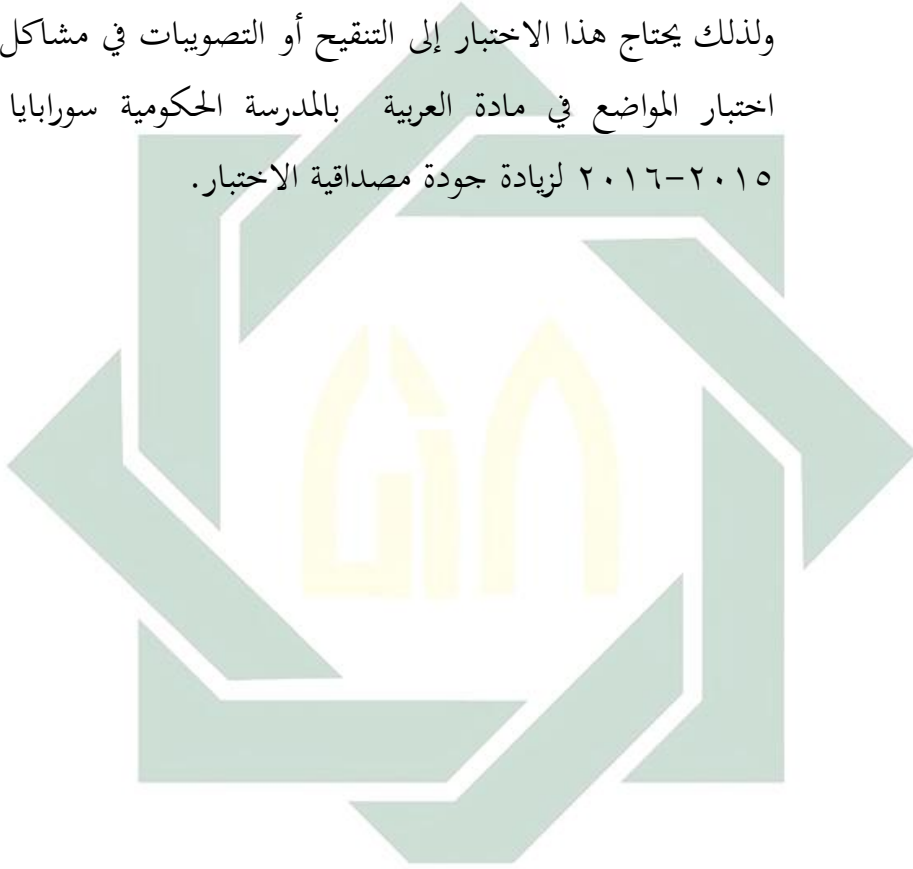 ولذلك يحتاج هذا الاختبار إلى التنقيح أو التصويبات في مشاكل
اختبار المواضع في مادة العربية بالمدرسة الحكومية سورابايا
٢٠١٥-٢٠١٦ لزيادة جودة مصداقية الاختبار.